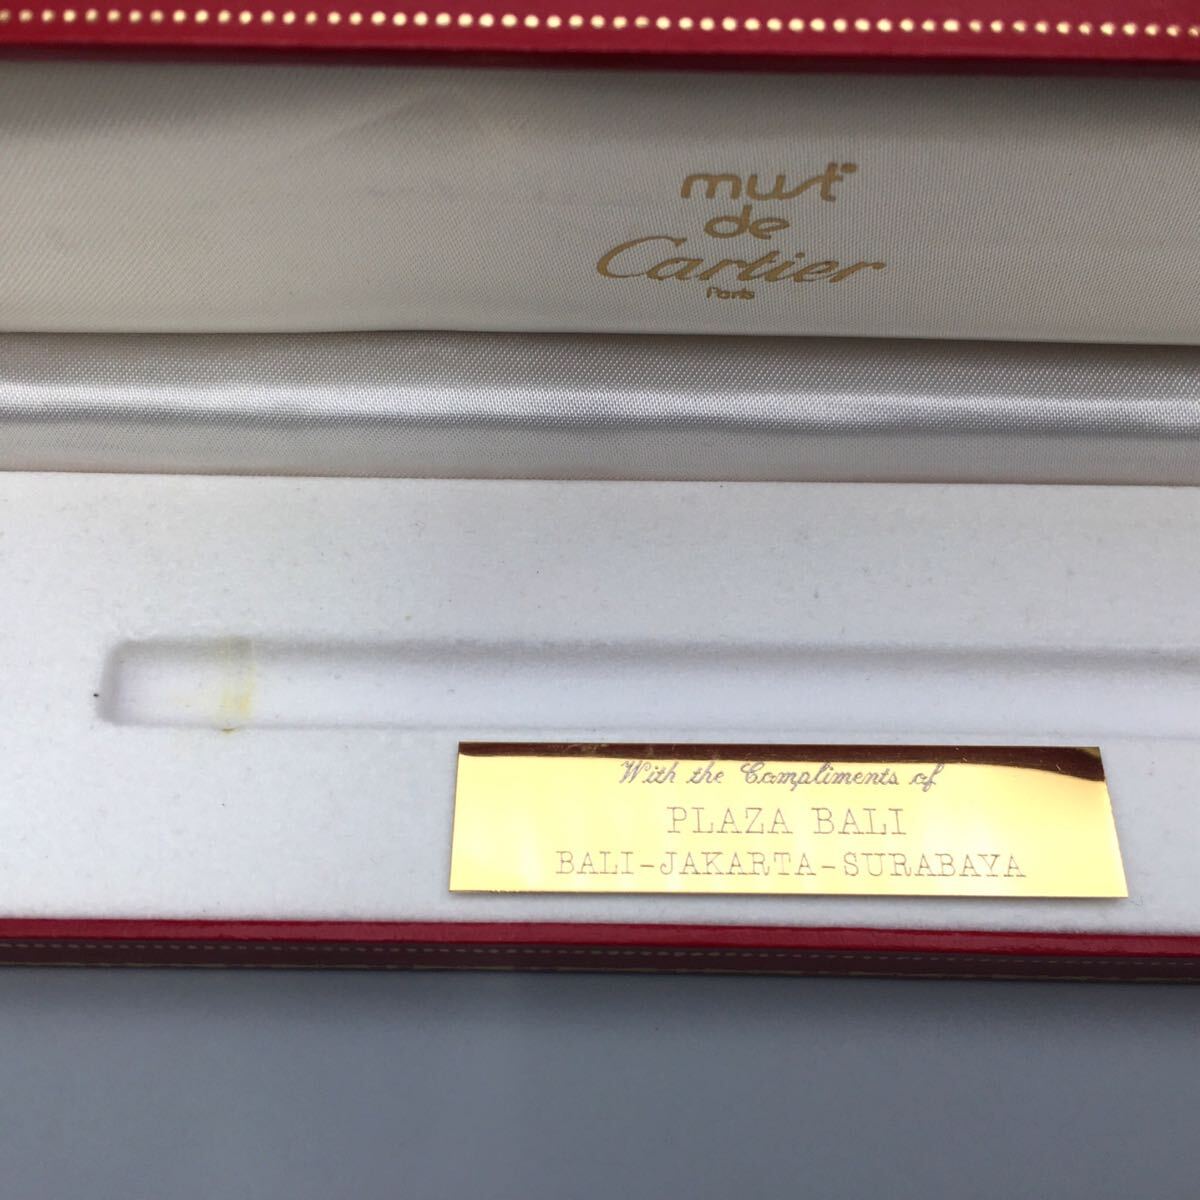 must
de
Cartier
Paris
With the Compliments of
PLAZA BALI
BALI-JAKARTA-SURABAYA